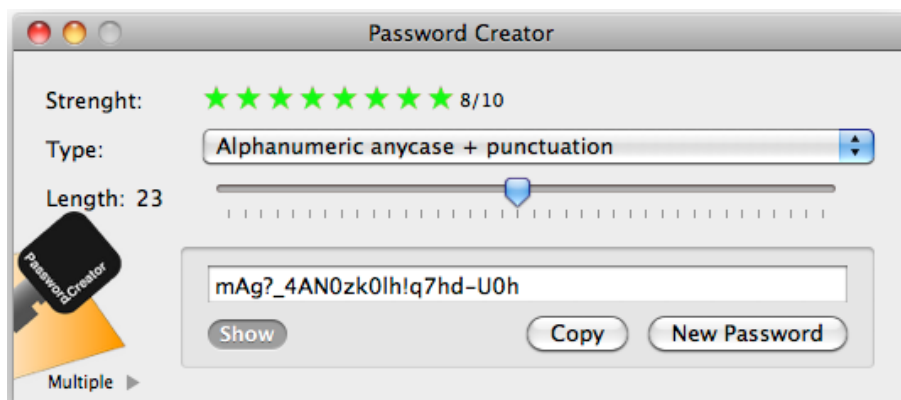 Password Creator
Strenght: 8/10
Type: Alphanumeric anycase + punctuation
Length: 23
Password
Creator
mAg?_4AN0zk0lh!q7hd-U0h
Show Copy New Password
Multiple